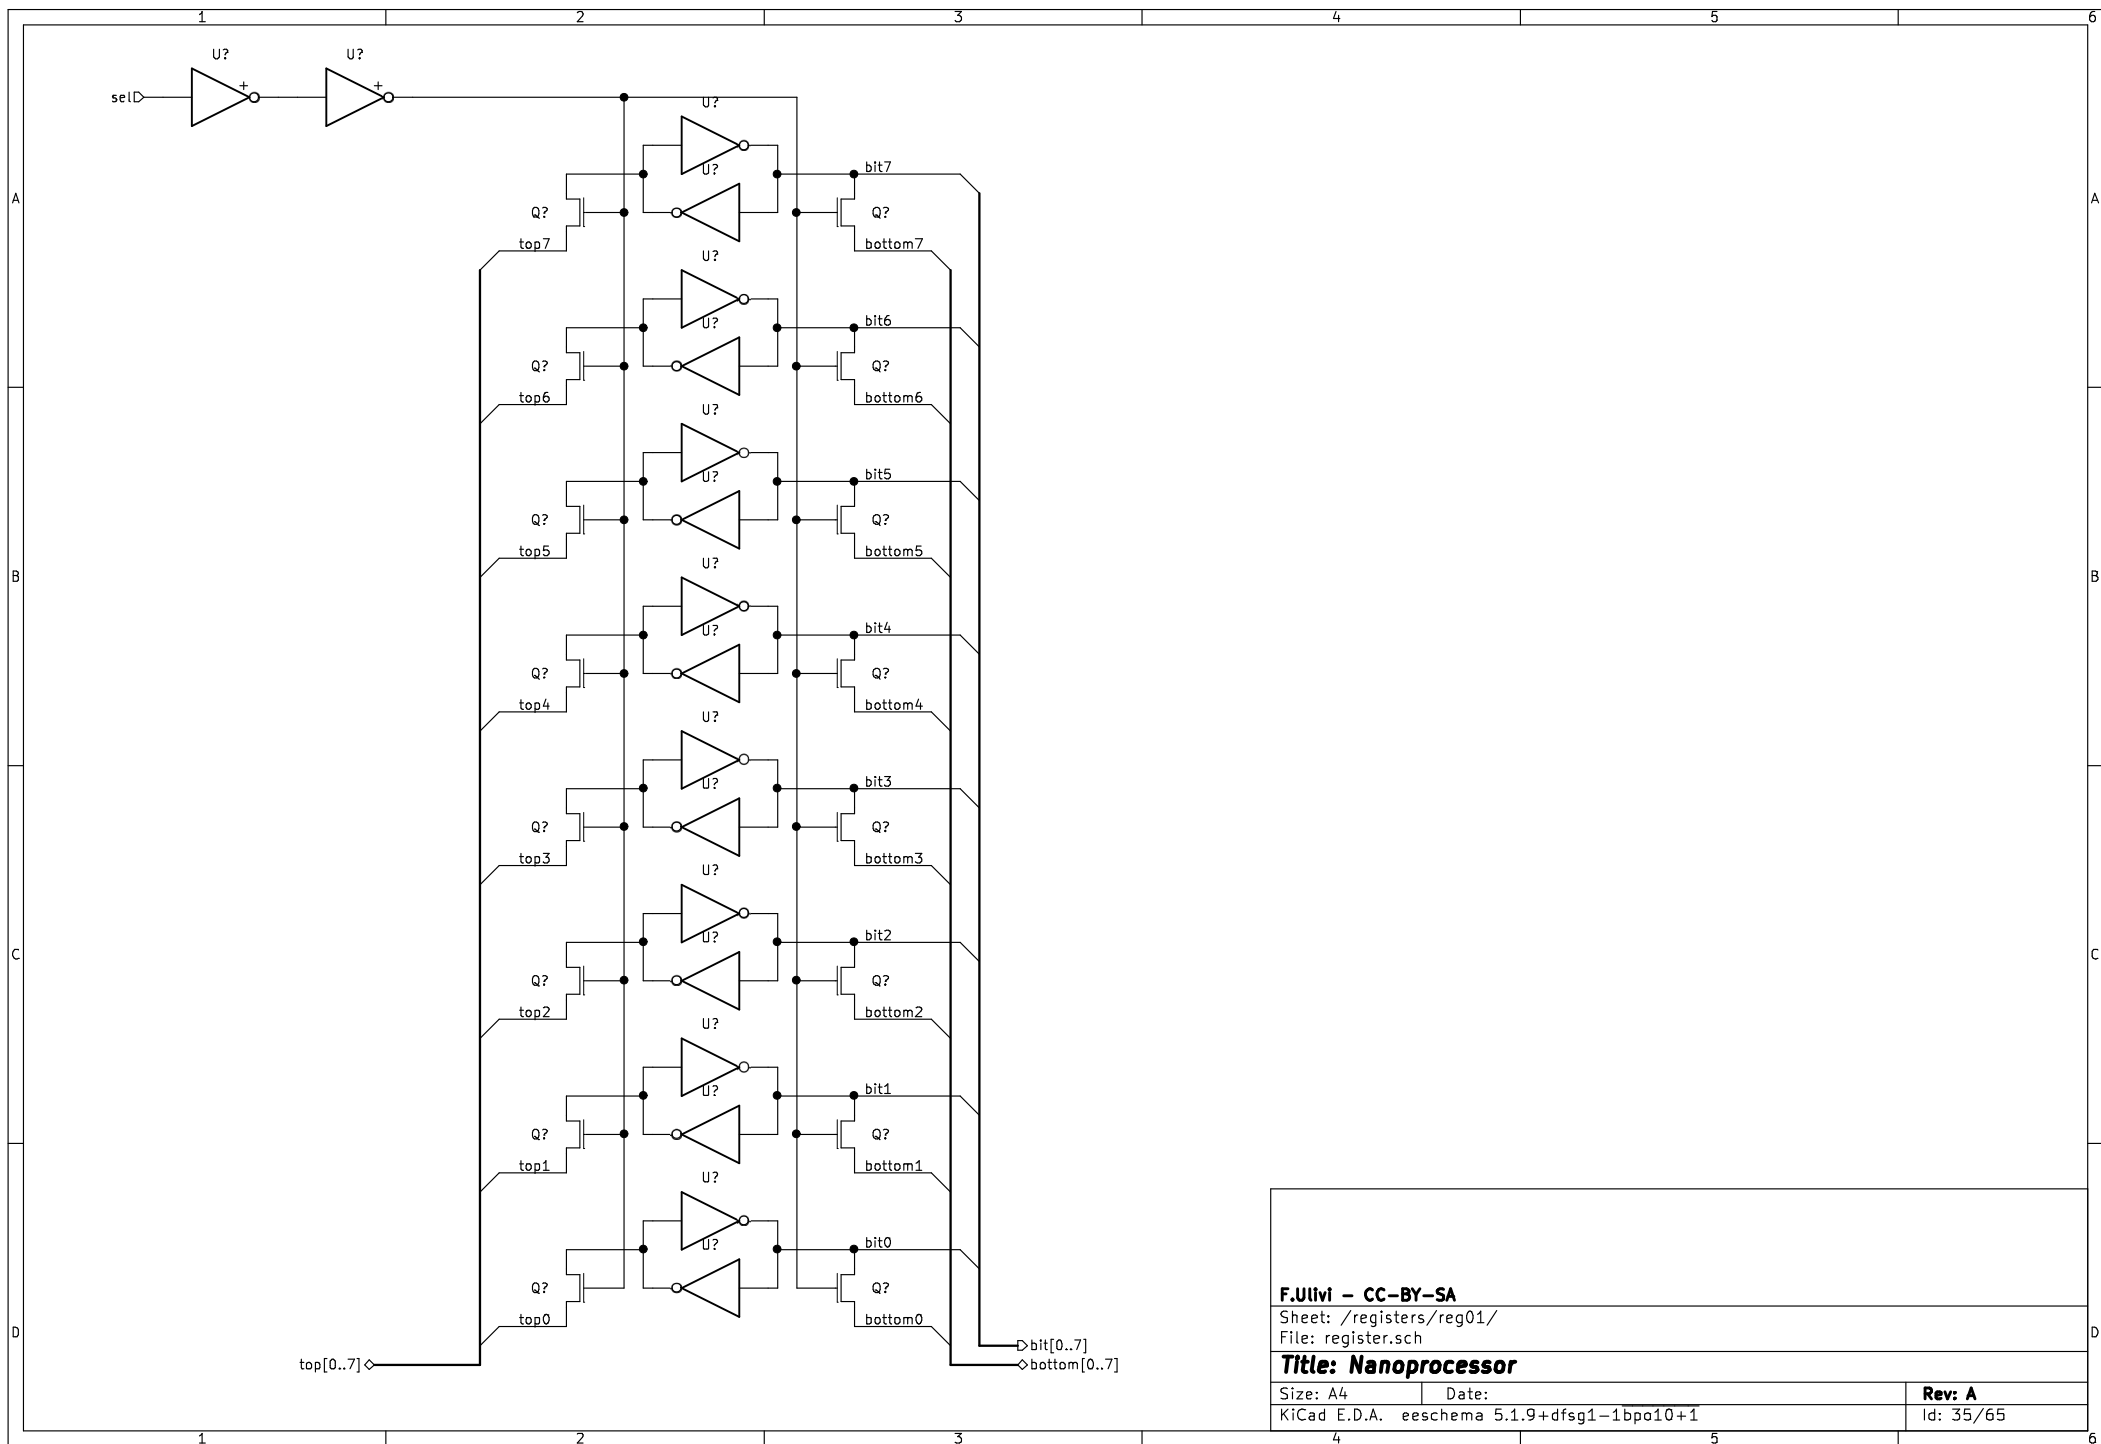 1 2 3 4 5 6
U? U?
sel + +
U?
bit7
U?
A A
Q? Q?
top7 bottom7
U?
bit6
U?
Q? Q?
top6 bottom6
U?
bit5
U?
Q? Q?
top5 bottom5
U?
B B
bit4
U?
Q? Q?
top4 bottom4
U?
bit3
U?
Q? Q?
top3 bottom3
U?
bit2
U?
C C
Q? Q?
top2 bottom2
U?
bit1
U?
Q? Q?
top1 bottom1
U?
bit0
U?
Q? Q?
top0 bottom0
D D
bit[0..7]
top[0..7] bottom[0..7]
F.Ulivi - CC-BY-SA
Sheet: /registers/reg01/
File: register.sch
Title: Nanoprocessor
Size: A4 Date: Rev: A
KiCad E.D.A. eeschema 5.1.9+dfsg1-1bpo10+1 Id: 35/65
1 2 3 4 5 6